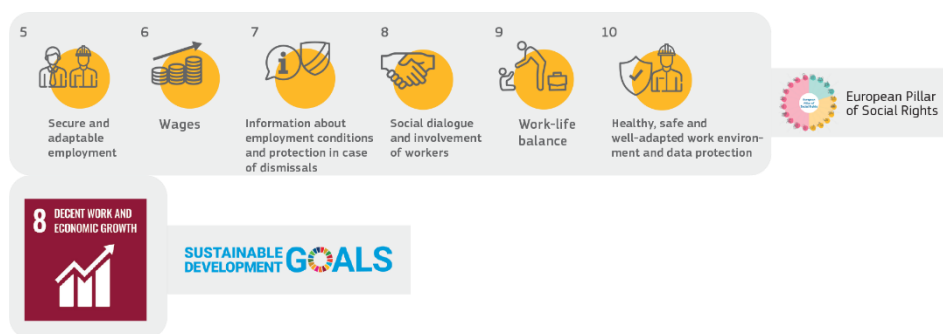 5
6
7
8
9
10
Secure and
adaptable
employment
Wages
Information about
employment conditions
and protection in case
of dismissals
Social dialogue
and involvement
of workers
Work-life
balance
Healthy, safe and
well-adapted work environ-
ment and data protection
European Pillar
of Social Rights
8 DECENT WORK AND
ECONOMIC GROWTH
SUSTAINABLE
DEVELOPMENT
GOALS